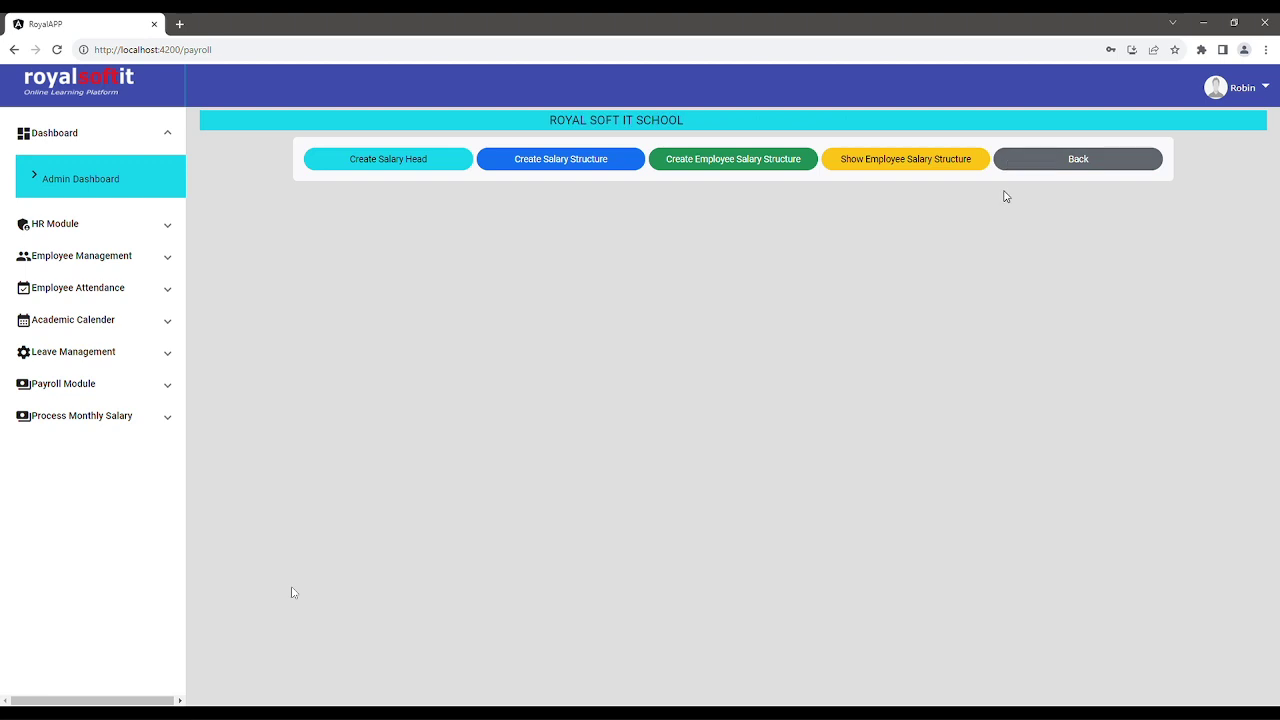 RoyalAPP
http://localhost:4200/payroll
royalsoftit
Online Learning Platform
Robin
ROYAL SOFT IT SCHOOL
Create Salary Head
Create Salary Structure
Create Employee Salary Structure
Show Employee Salary Structure
Back
Dashboard
Admin Dashboard
HR Module
Employee Management
Employee Attendance
Academic Calender
Leave Management
Payroll Module
Process Monthly Salary